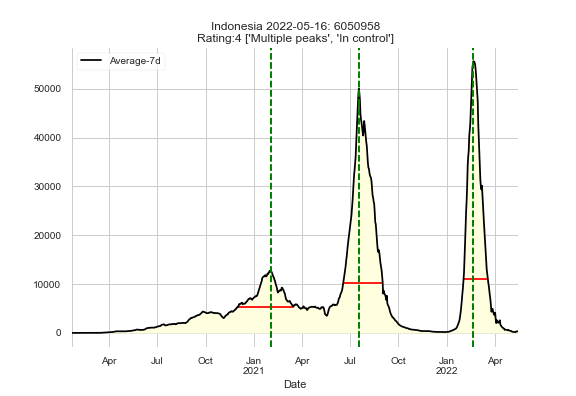 Indonesia 2022-05-16: 6050958
Rating:4 ['Multiple peaks', 'In control']
Average-7d
50000
40000
30000
20000
10000
0
Apr Jul Oct Jan Apr Jul Oct Jan Apr
2021 2022
Date